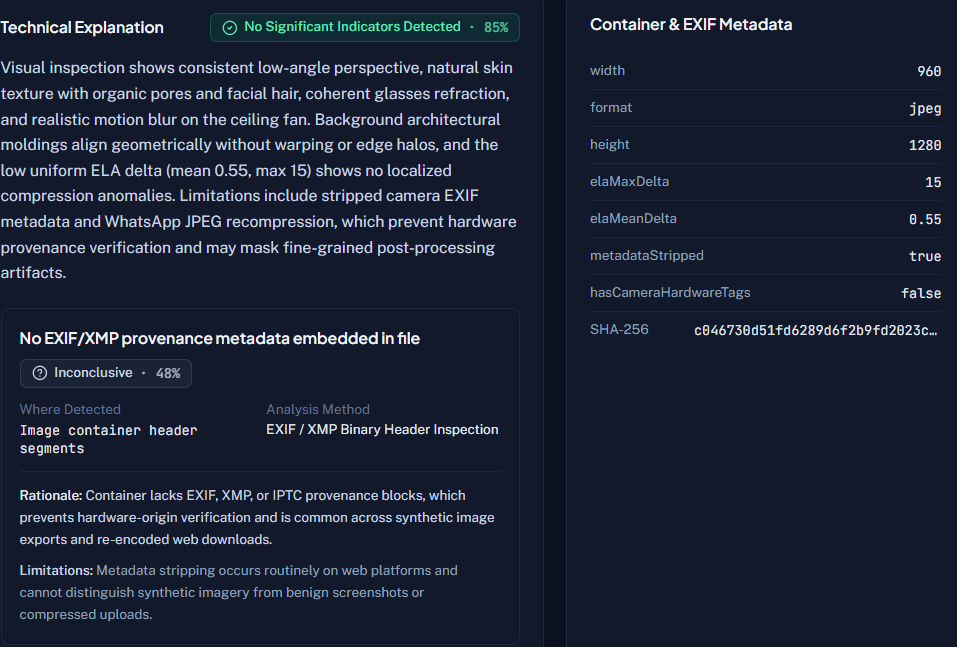 Technical Explanation
No Significant Indicators Detected · 85%
Visual inspection shows consistent low-angle perspective, natural skin
texture with organic pores and facial hair, coherent glasses refraction,
and realistic motion blur on the ceiling fan. Background architectural
moldings align geometrically without warping or edge halos, and the
low uniform ELA delta (mean 0.55, max 15) shows no localized
compression anomalies. Limitations include stripped camera EXIF
metadata and WhatsApp JPEG recompression, which prevent hardware
provenance verification and may mask fine-grained post-processing
artifacts.
No EXIF/XMP provenance metadata embedded in file
Inconclusive · 48%
Where Detected
Image container header
segments
Analysis Method
EXIF / XMP Binary Header Inspection
Rationale: Container lacks EXIF, XMP, or IPTC provenance blocks, which
prevents hardware-origin verification and is common across synthetic image
exports and re-encoded web downloads.
Limitations: Metadata stripping occurs routinely on web platforms and
cannot distinguish synthetic imagery from benign screenshots or
compressed uploads.
Container & EXIF Metadata
width 960
format jpeg
height 1280
elaMaxDelta 15
elaMeanDelta 0.55
metadataStripped true
hasCameraHardwareTags false
SHA-256 c046730d51fd6289d6f2b9fd2023c…